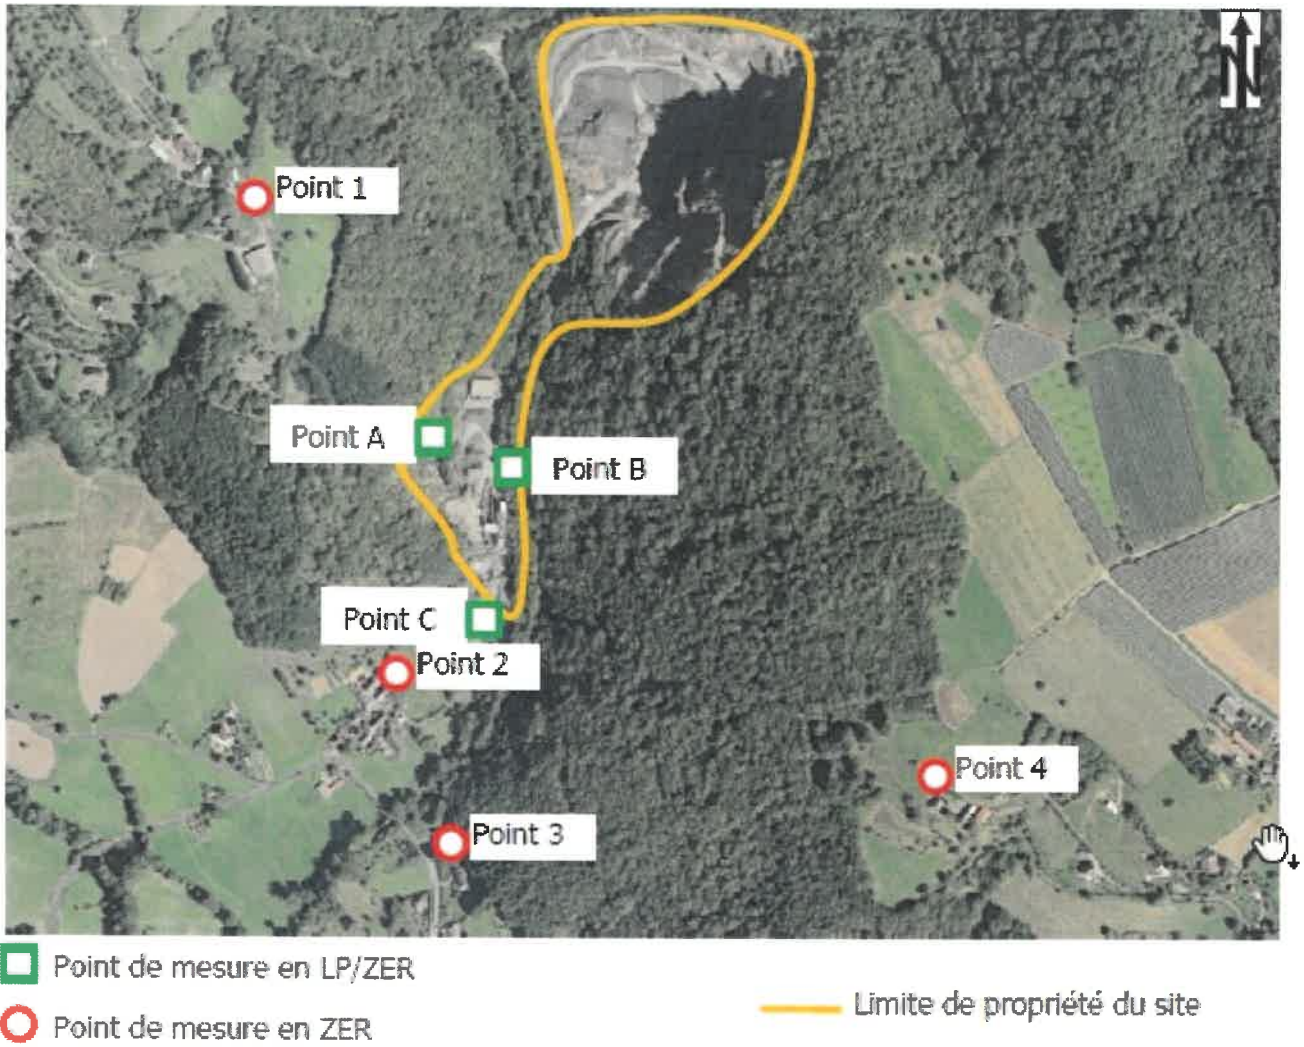 N
Point 1
Point A
Point B
Point C
Point 2
Point 4
Point 3
Point de mesure en LP/ZER
Limite de propriété du site
Point de mesure en ZER